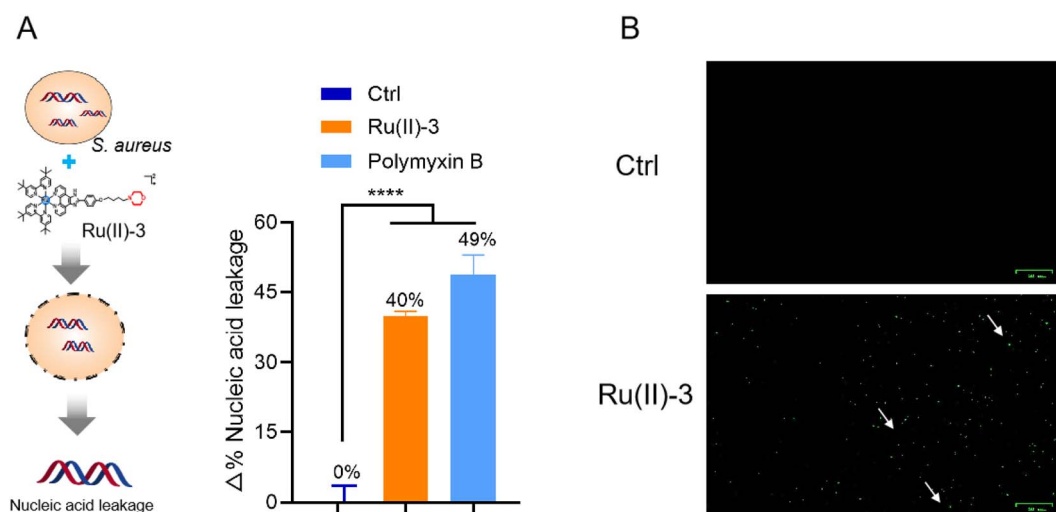 A
S. aureus
+
Ru(II)-3
Nucleic acid leakage
Ctrl
Ru(II)-3
Polymyxin B
****
△% Nucleic acid leakage
60
45
30
15
0
0%
40%
49%
B
Ctrl
Ru(II)-3